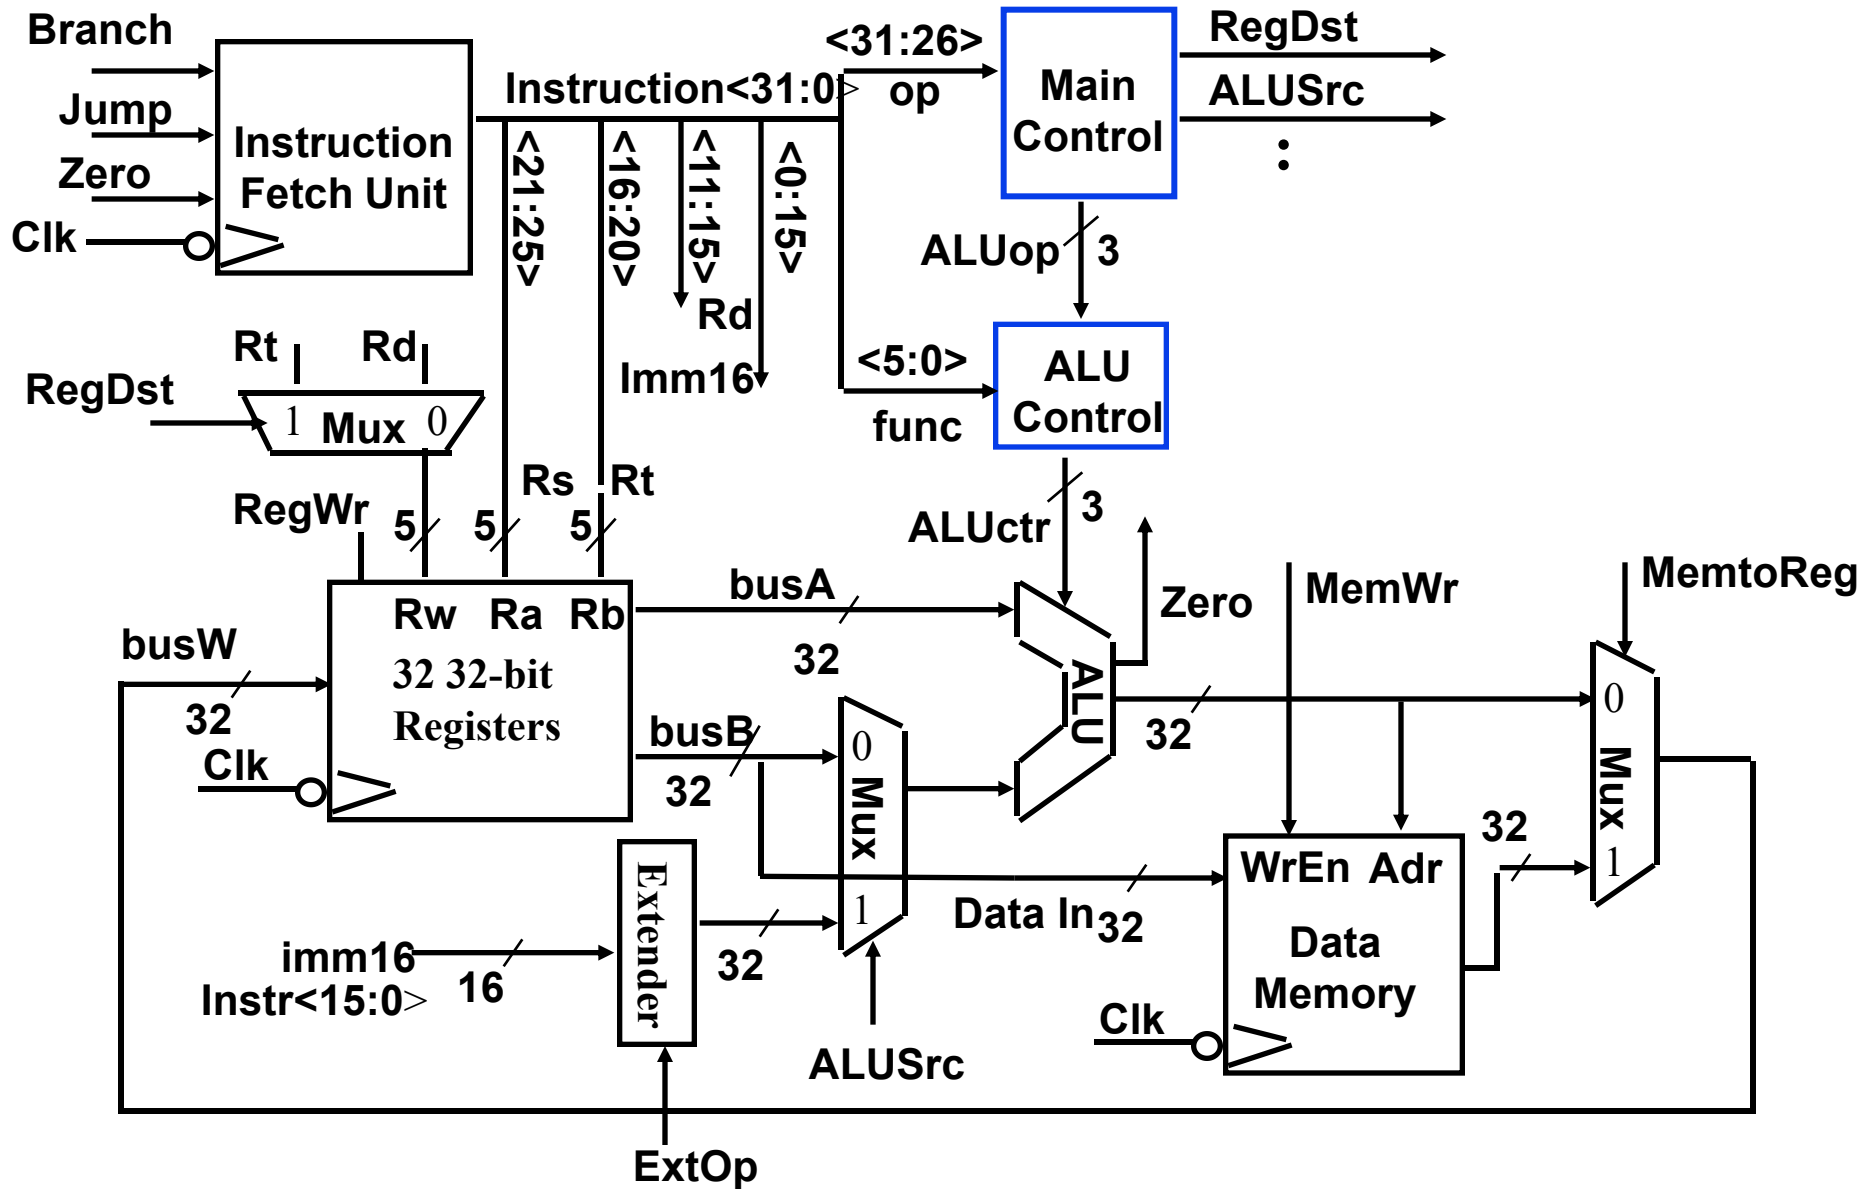 Branch
Jump
Zero
Clk
Instruction
Fetch Unit
Instruction<31:0>
<21:25>
<16:20>
<11:15>
<0:15>
<31:26>
op
Main
Control
RegDst
ALUSrc
:
ALUop
3
Rd
Imm16
<5:0>
func
ALU
Control
Rt
Rd
RegDst
1 Mux 0
RegWr
5
5
5
Rs
Rt
ALUctr
3
busW
32
Clk
Rw Ra Rb
32 32-bit
Registers
busA
32
busB
32
0
Mux
1
ALU
Zero
32
MemWr
MemtoReg
0
Mux
1
32
WrEn Adr
Data
Memory
Data In
32
Clk
Extender
imm16
Instr<15:0>
16
32
ALUSrc
ExtOp